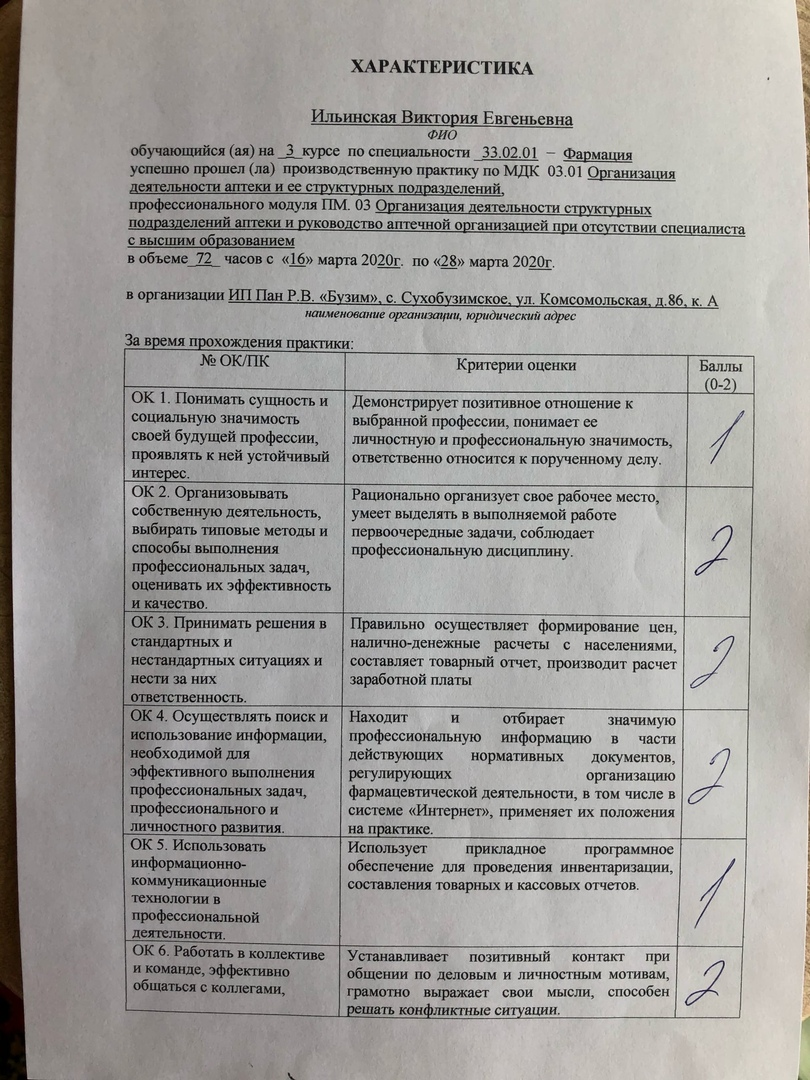 ХАРАКТЕРИСТИКА
Ильинская Виктория Евгеньевна
ФИО
обучающийся (ая) на _3_курсе по специальности _33.02.01 – Фармация
успешно прошел (ла) производственную практику по МДК 03.01 Организация
деятельности аптеки и ее структурных подразделений,
профессионального модуля ПМ. 03 Организация деятельности структурных
подразделений аптеки и руководство аптечной организацией при отсутствии специалиста
с высшим образованием
в объеме_72_ часов с «16» марта 2020г. по «28» марта 2020г.
в организации ИП Пан Р.В. «Бузим», с. Сухобузимское, ул. Комсомольская, д.86, к. А
наименование организации, юридический адрес
За время прохождения практики:
№ ОК/ПК
Критерии оценки
Баллы
(0-2)
ОК 1. Понимать сущность и
социальную значимость
своей будущей профессии,
проявлять к ней устойчивый
интерес.
Демонстрирует позитивное отношение к
выбранной профессии, понимает ее
личностную и профессиональную значимость,
ответственно относится к порученному делу.
1
ОК 2. Организовывать
собственную деятельность,
выбирать типовые методы и
способы выполнения
профессиональных задач,
оценивать их эффективность
и качество.
Рационально организует свое рабочее место,
умеет выделять в выполняемой работе
первоочередные задачи, соблюдает
профессиональную дисциплину.
2
ОК 3. Принимать решения в
стандартных и
нестандартных ситуациях и
нести за них
ответственность.
Правильно осуществляет формирование цен,
налично-денежные расчеты с населениями,
составляет товарный отчет, производит расчет
заработной платы
2
ОК 4. Осуществлять поиск и
использование информации,
необходимой для
эффективного выполнения
профессиональных задач,
профессионального и
личностного развития.
Находит и отбирает значимую
профессиональную информацию в части
действующих нормативных документов,
регулирующих организацию
фармацевтической деятельности, в том числе в
системе «Интернет», применяет их положения
на практике.
2
ОК 5. Использовать
информационно-
коммуникационные
технологии в
профессиональной
деятельности.
Использует прикладное программное
обеспечение для проведения инвентаризации,
составления товарных и кассовых отчетов.
1
ОК 6. Работать в коллективе
и команде, эффективно
общаться с коллегами,
Устанавливает позитивный контакт при
общении по деловым и личностным мотивам,
грамотно выражает свои мысли, способен
решать конфликтные ситуации.
2